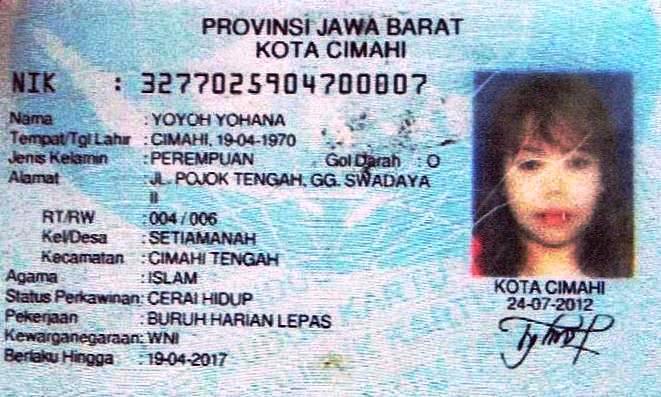 PROVINSI JAWA BARAT
KOTA CIMAHI
NIK : 3277025904700007
Nama : YOYOH YOHANA
Tempat/Tgl Lahir : CIMAHI, 19-04-1970
Jenis Kelamin : PEREMPUAN Gol Darah : O
Alamat : JL. POJOK TENGAH, GG. SWADAYA
II
RT/RW : 004 / 006
Kel/Desa : SETIAMANAH
Kecamatan : CIMAHI TENGAH
Agama : ISLAM
Status Perkawinan: CERAI HIDUP
Pekerjaan : BURUH HARIAN LEPAS
Kewarganegaraan: WNI
Berlaku Hingga : 19-04-2017
KOTA CIMAHI
24-07-2012